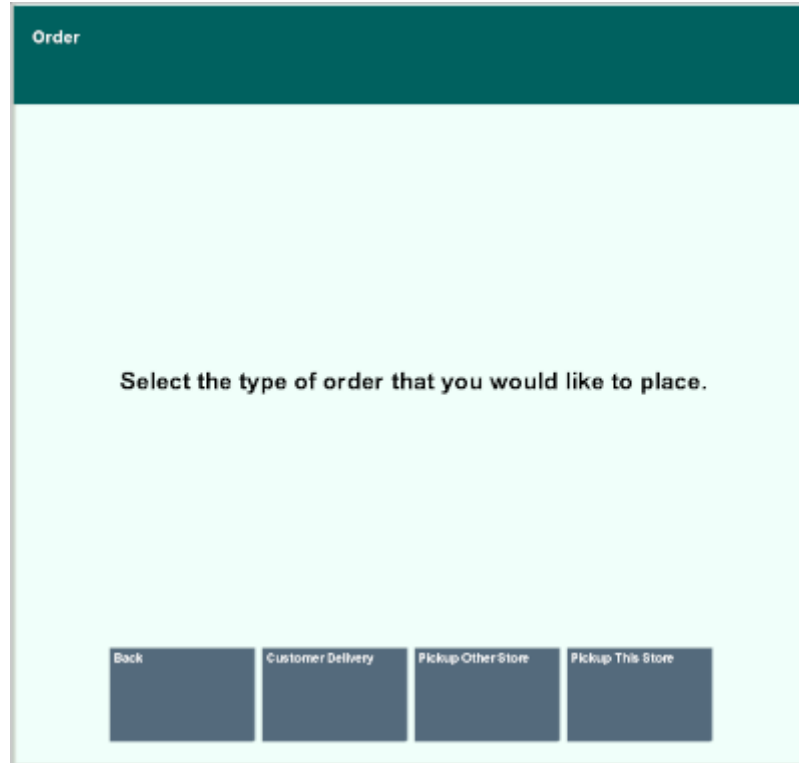 Order
Select the type of order that you would like to place.
Back
Customer Delivery
Pickup Other Store
Pickup This Store